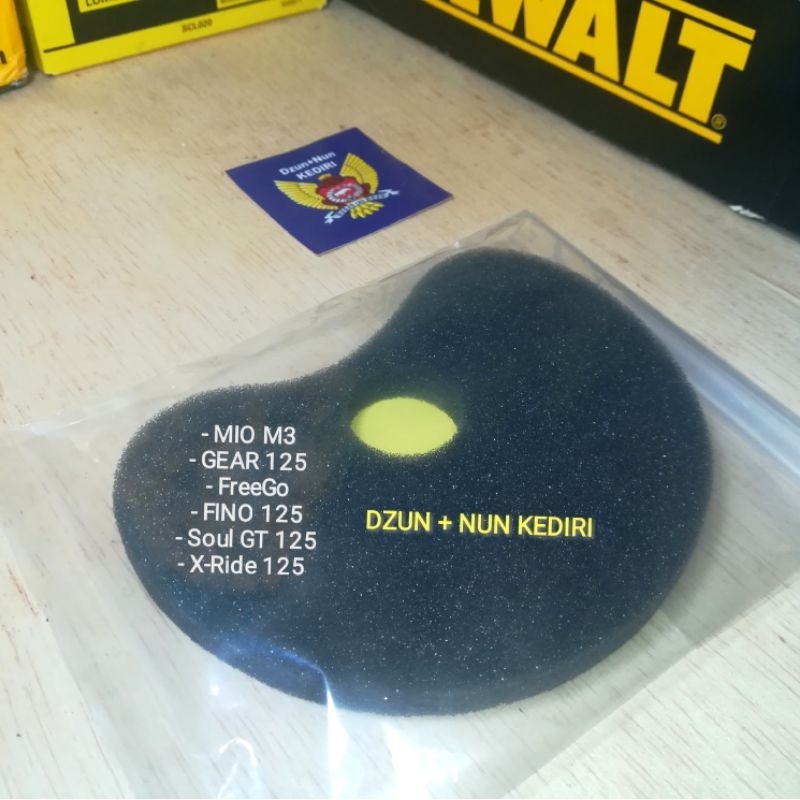 SCL020
WALT
®
Dzun+Nun
KEDIRI
- MIO M3
- GEAR 125
- FreeGo
- FINO 125
- Soul GT 125
- X-Ride 125
DZUN + NUN KEDIRI